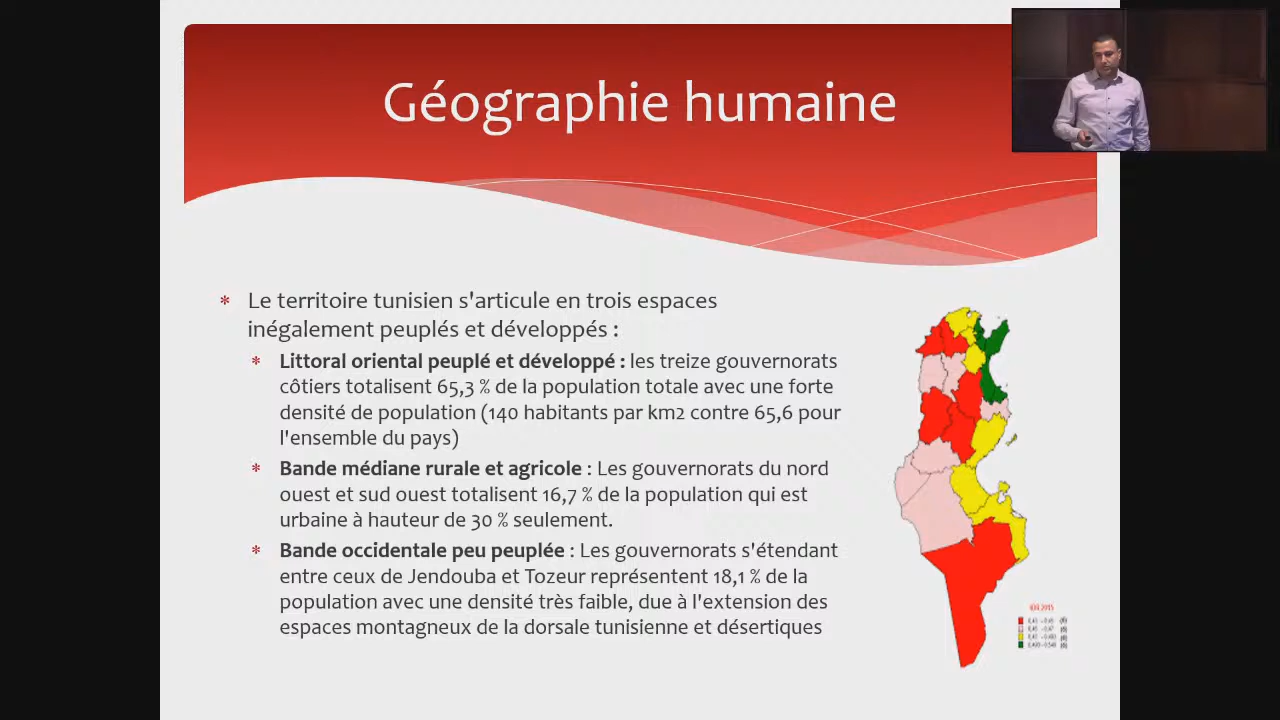 Géographie humaine
Le territoire tunisien s'articule en trois espaces
inégalement peuplés et développés :
Littoral oriental peuplé et développé : les treize gouvernorats
côtiers totalisent 65,3 % de la population totale avec une forte
densité de population (140 habitants par km2 contre 65,6 pour
l'ensemble du pays)
Bande médiane rurale et agricole : Les gouvernorats du nord
ouest et sud ouest totalisent 16,7 % de la population qui est
urbaine à hauteur de 30 % seulement.
Bande occidentale peu peuplée : Les gouvernorats s'étendant
entre ceux de Jendouba et Tozeur représentent 18,1 % de la
population avec une densité très faible, due à l'extension des
espaces montagneux de la dorsale tunisienne et désertiques